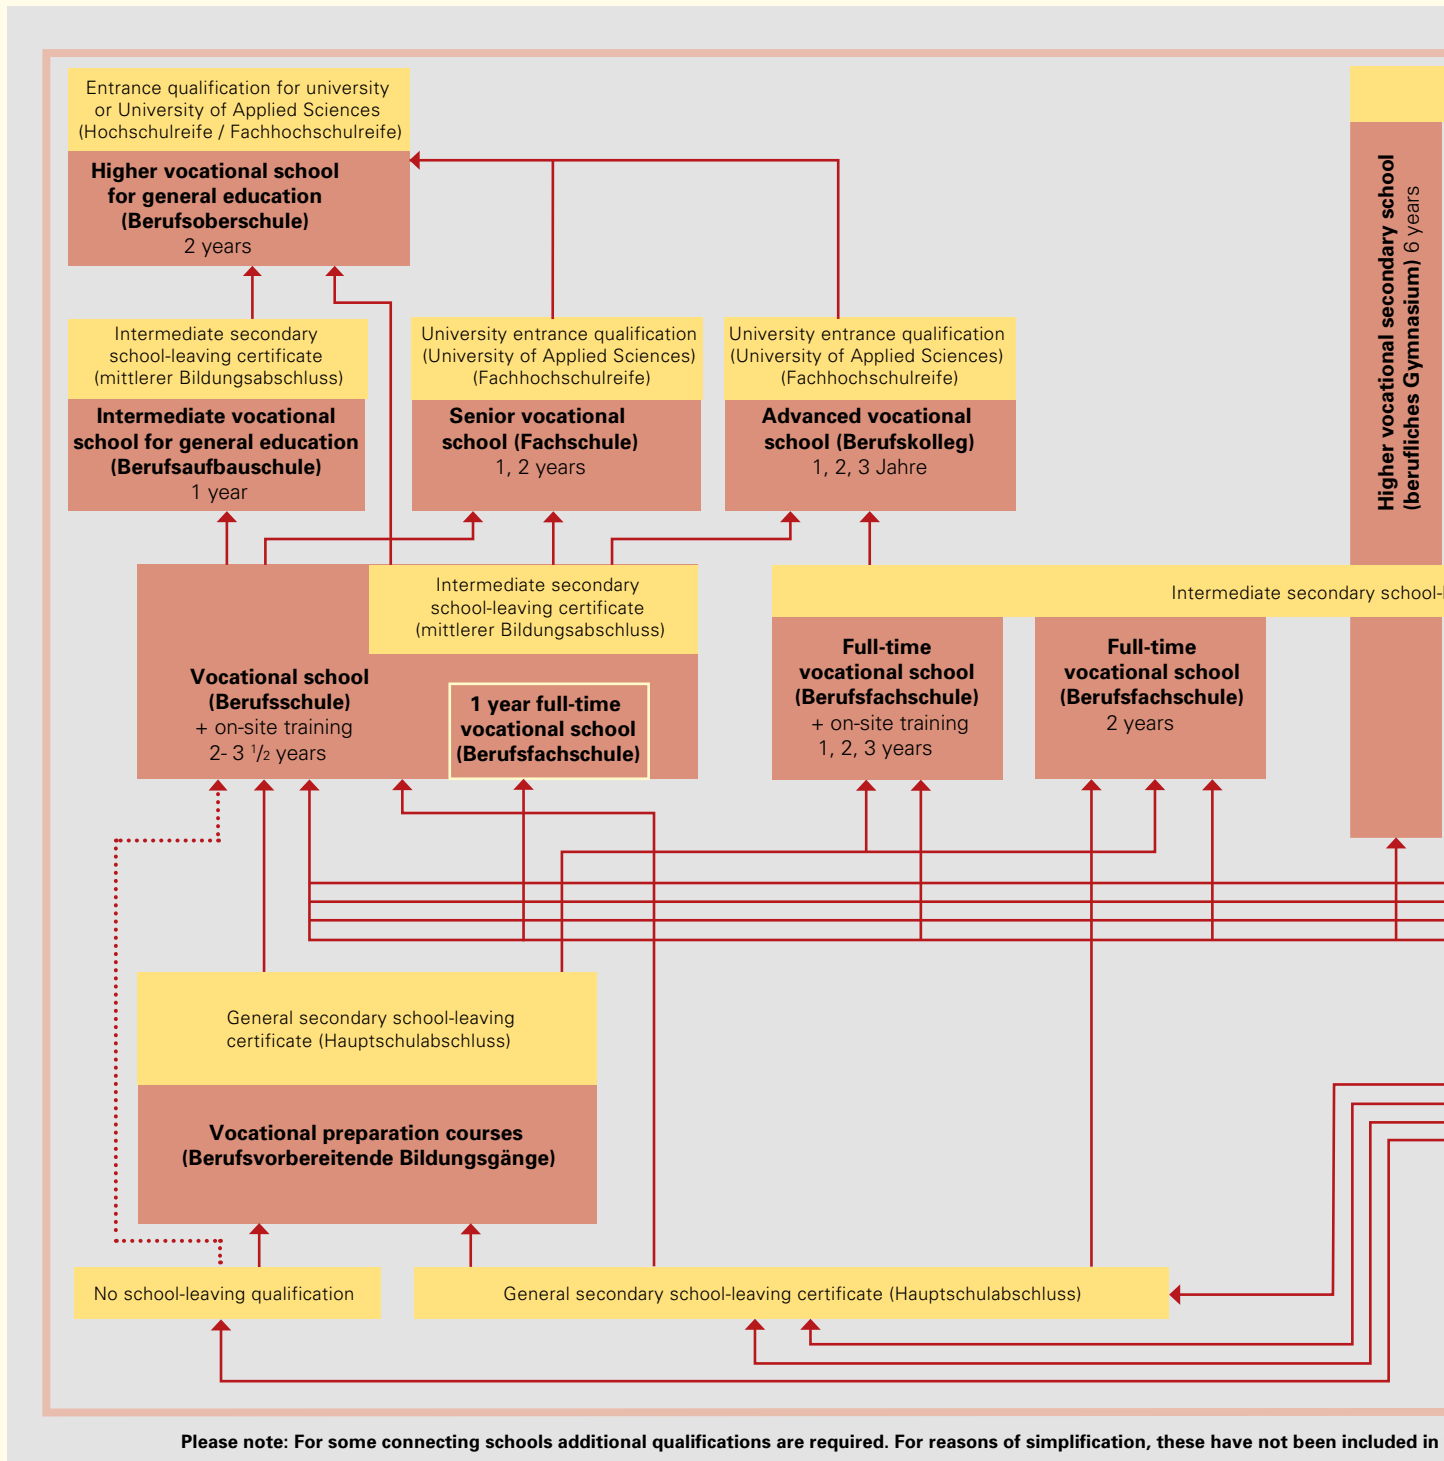 Entrance qualification for university
or University of Applied Sciences
(Hochschulreife / Fachhochschulreife)
Higher vocational school
for general education
(Berufsoberschule)
2 years
Higher vocational secondary school
(berufliches Gymnasium) 6 years
Intermediate secondary
school-leaving certificate
(mittlerer Bildungsabschluss)
Intermediate vocational
school for general education
(Berufsaufbauschule)
1 year
University entrance qualification
(University of Applied Sciences)
(Fachhochschulreife)
Senior vocational
school (Fachschule)
1, 2 years
University entrance qualification
(University of Applied Sciences)
(Fachhochschulreife)
Advanced vocational
school (Berufskolleg)
1, 2, 3 Jahre
Intermediate secondary
school-leaving certificate
(mittlerer Bildungsabschluss)
Vocational school
(Berufsschule)
+ on-site training
2- 3 1/2 years
1 year full-time
vocational school
(Berufsfachschule)
Intermediate secondary school-l
Full-time
vocational school
(Berufsfachschule)
+ on-site training
1, 2, 3 years
Full-time
vocational school
(Berufsfachschule)
2 years
General secondary school-leaving
certificate (Hauptschulabschluss)
Vocational preparation courses
(Berufsvorbereitende Bildungsgänge)
No school-leaving qualification
General secondary school-leaving certificate (Hauptschulabschluss)
Please note: For some connecting schools additional qualifications are required. For reasons of simplification, these have not been included in